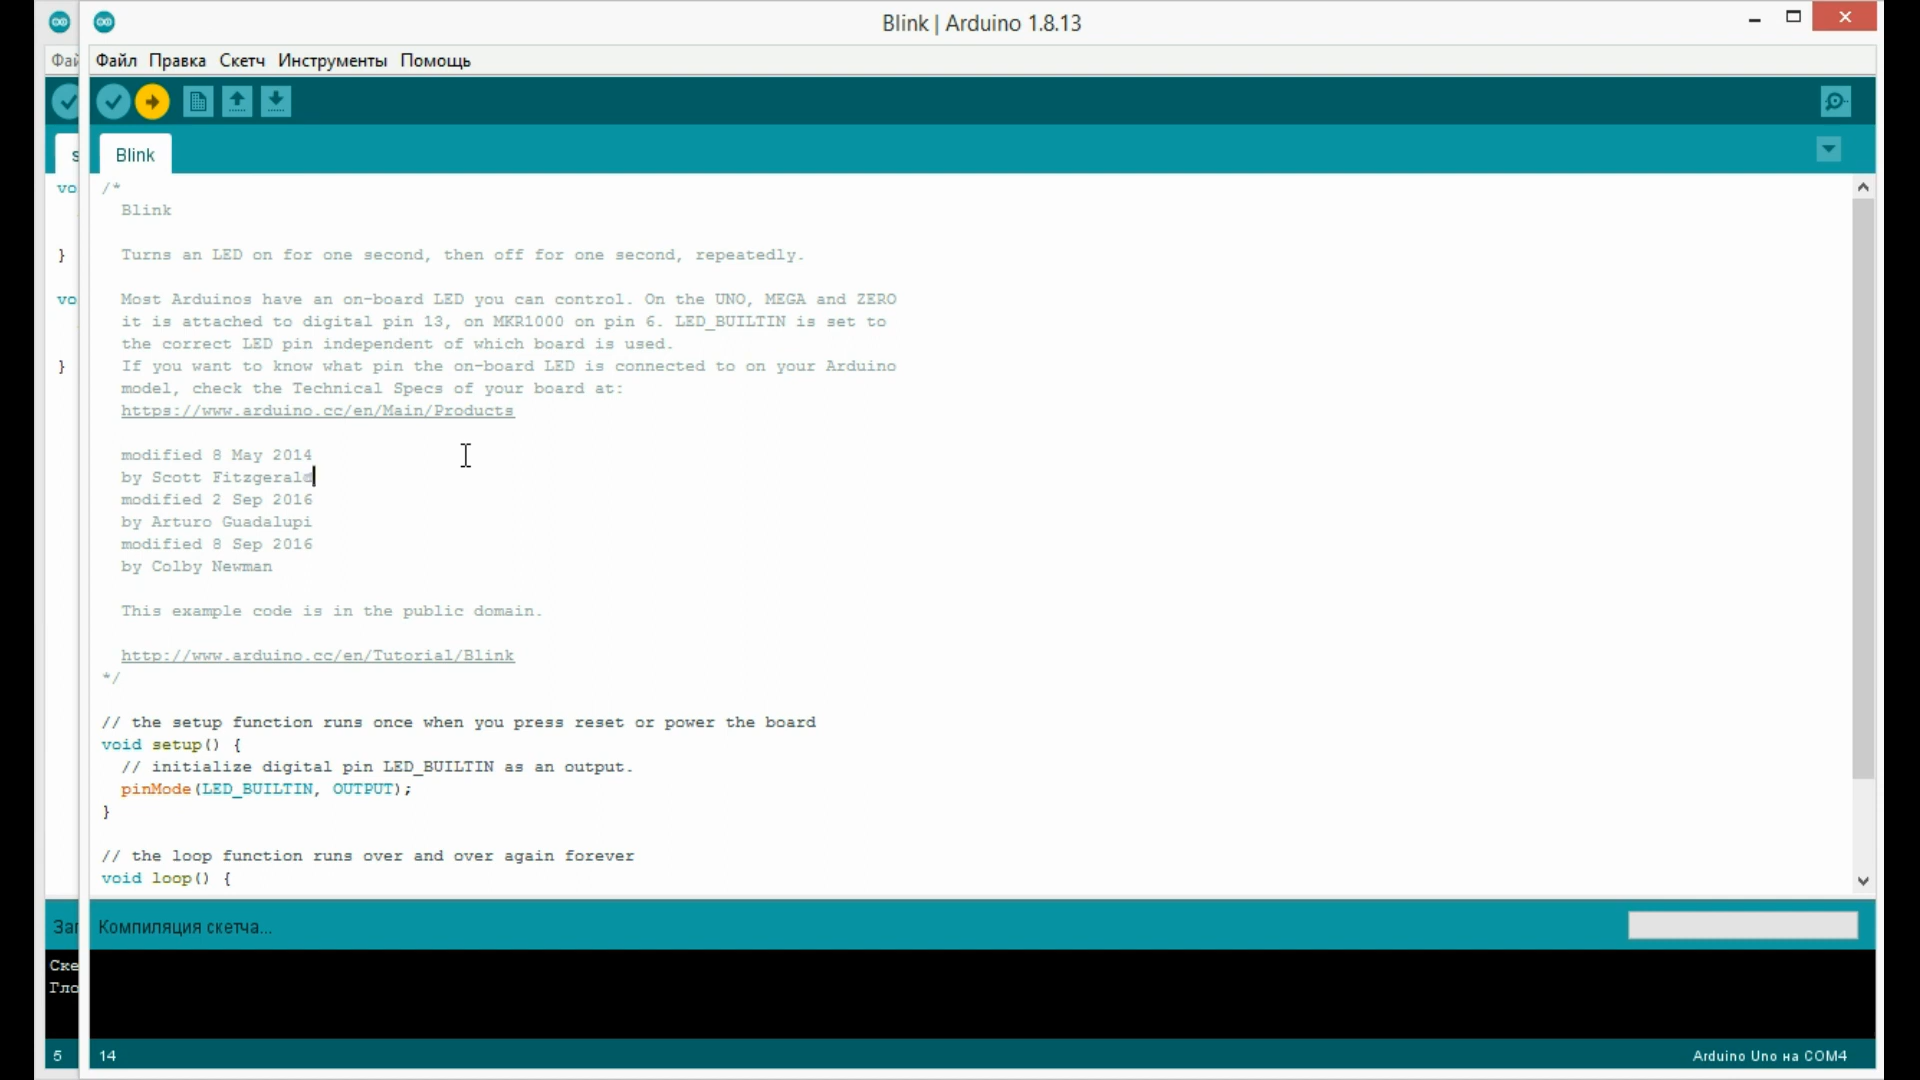 Blink | Arduino 1.8.13
Фай
Файл Правка Скетч Инструменты Помощь
s
Blink
vo
}
vo
}
/*
Blink
Turns an LED on for one second, then off for one second, repeatedly.
Most Arduinos have an on-board LED you can control. On the UNO, MEGA and ZERO
it is attached to digital pin 13, on MKR1000 on pin 6. LED_BUILTIN is set to
the correct LED pin independent of which board is used.
If you want to know what pin the on-board LED is connected to on your Arduino
model, check the Technical Specs of your board at:
https://www.arduino.cc/en/Main/Products
modified 8 May 2014
by Scott Fitzgerald
modified 2 Sep 2016
by Arturo Guadalupi
modified 8 Sep 2016
by Colby Newman
This example code is in the public domain.
http://www.arduino.cc/en/Tutorial/Blink
*/
// the setup function runs once when you press reset or power the board
void setup() {
// initialize digital pin LED_BUILTIN as an output.
pinMode(LED_BUILTIN, OUTPUT);
}
// the loop function runs over and over again forever
void loop() {
Заг
Компиляция скетча...
Ске
Гло
5
14
Arduino Uno на COM4